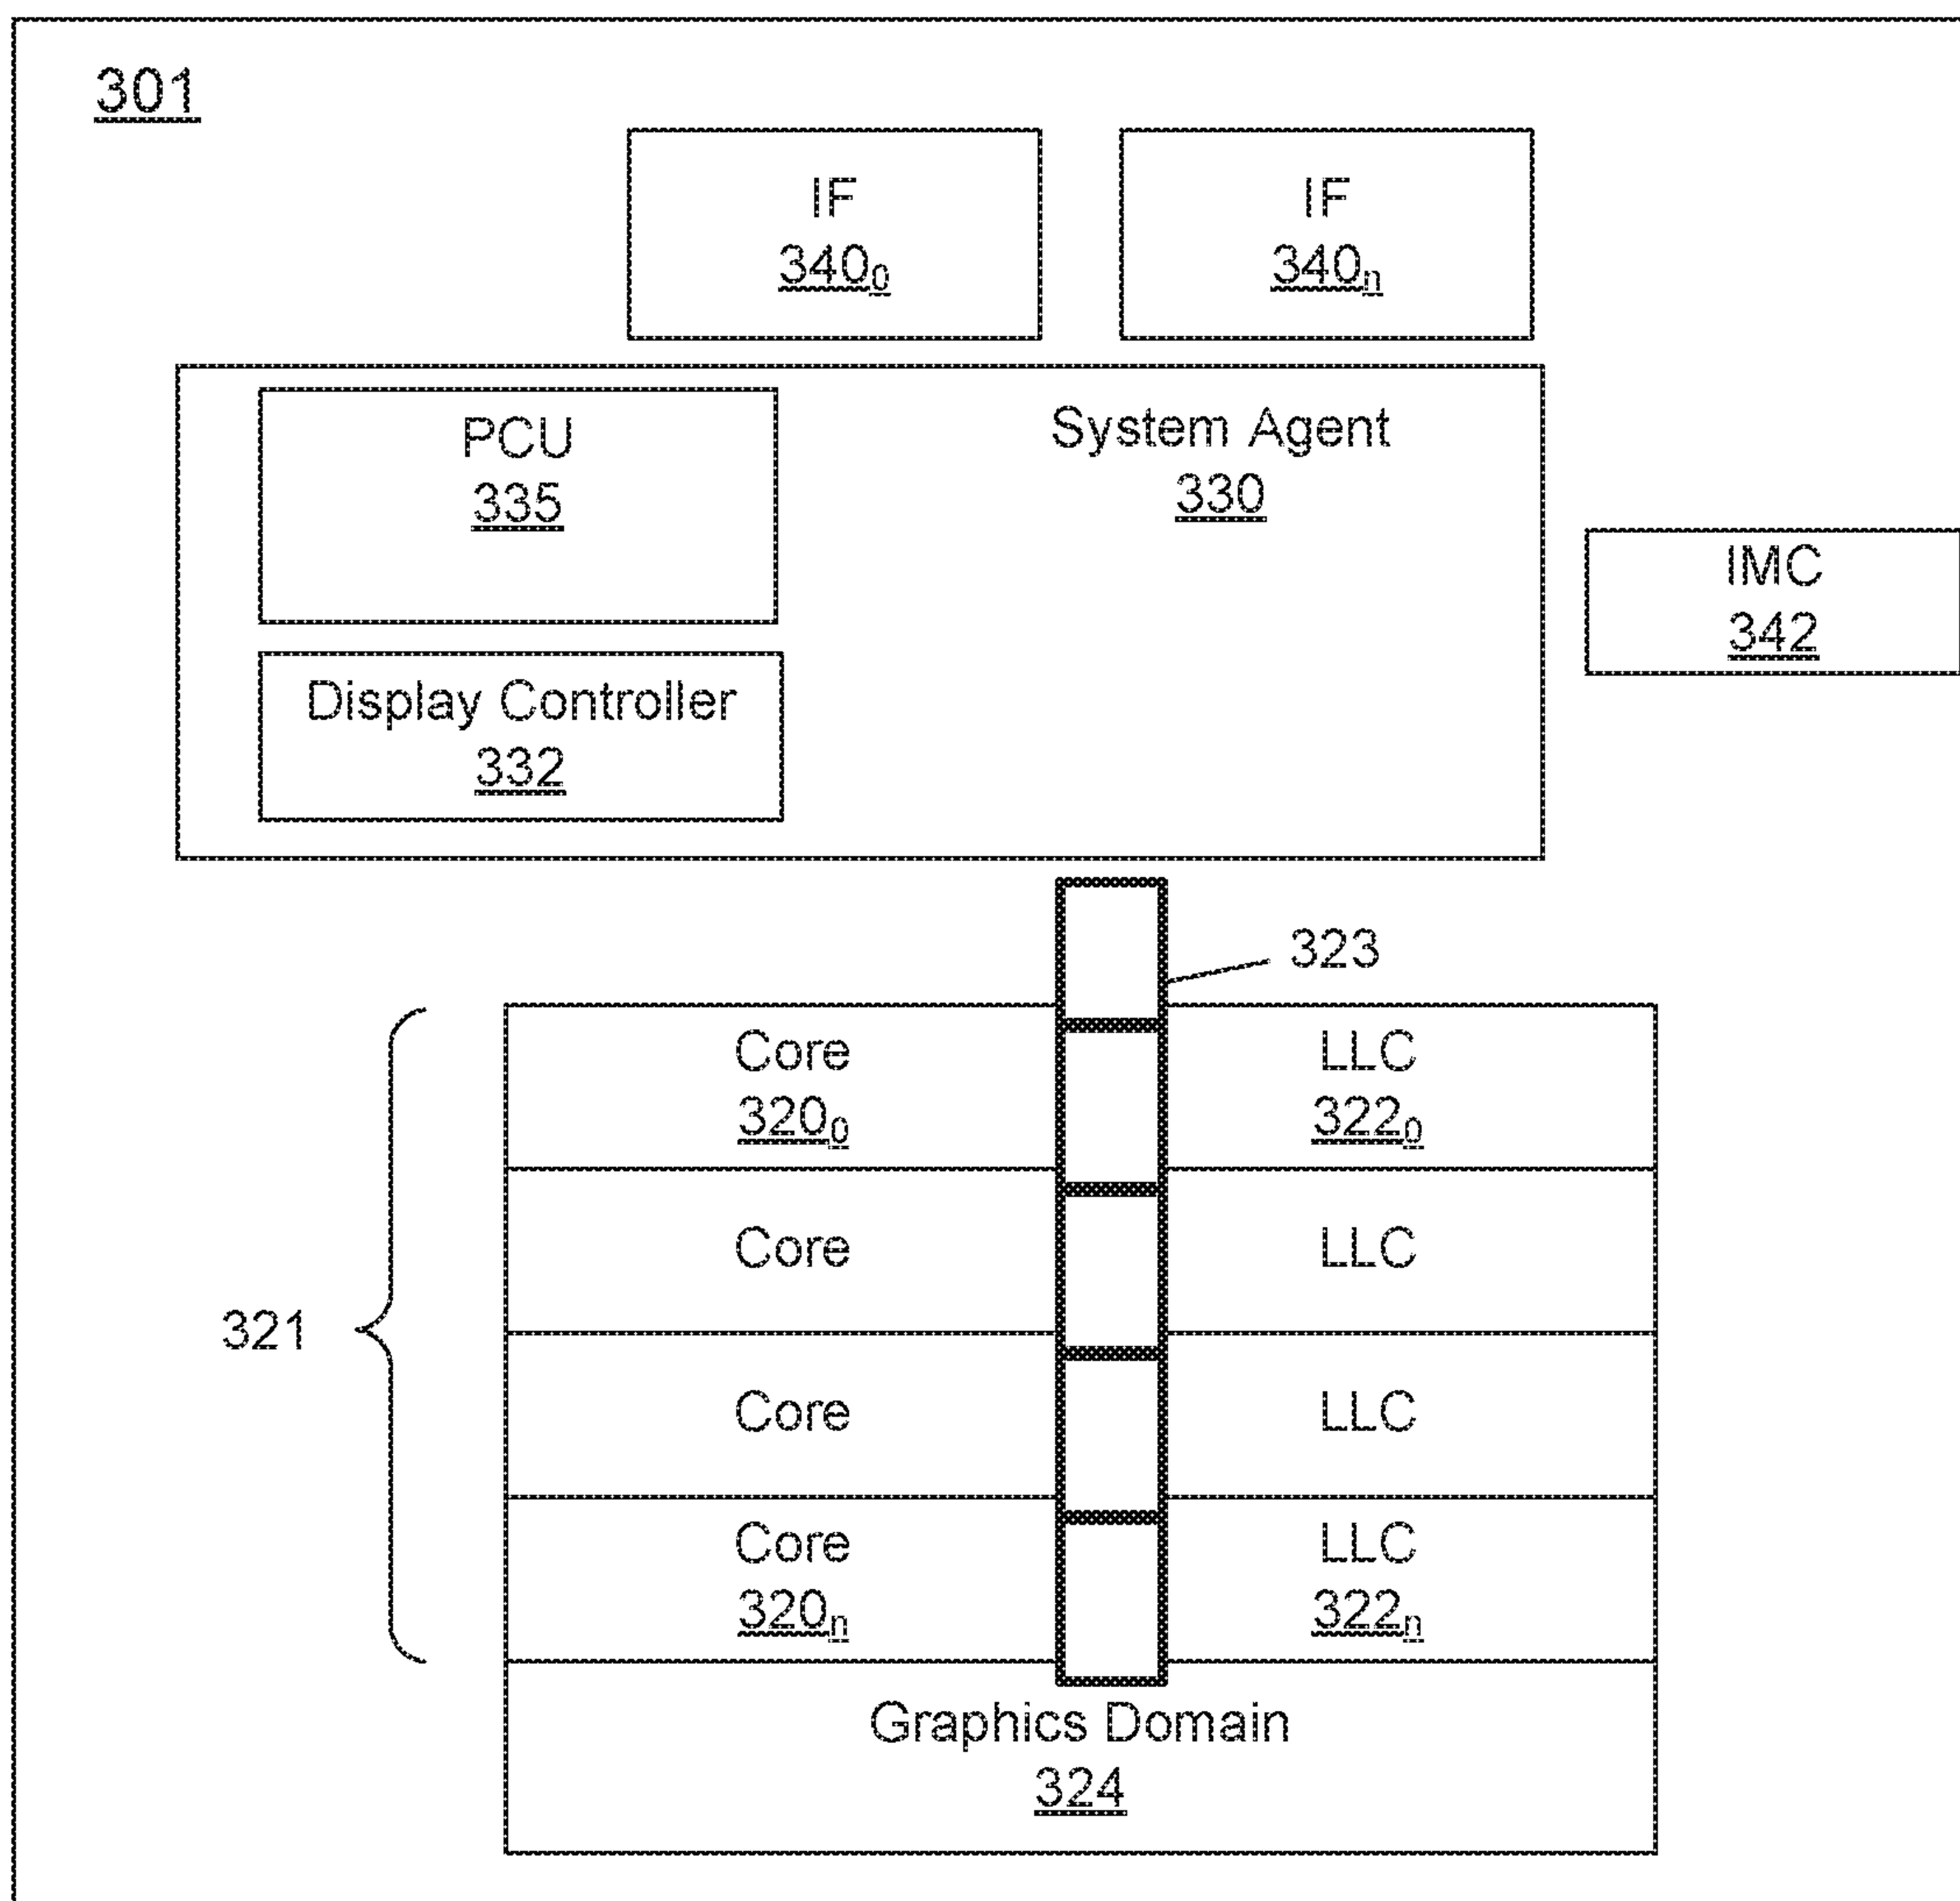 301
IF
340₀
IF
340ₙ
PCU
335
System Agent
330
IMC
342
Display Controller
332
323
Core
320₀
LLC
322₀
Core
LLC
321
Core
LLC
Core
320ₙ
LLC
322ₙ
Graphics Domain
324